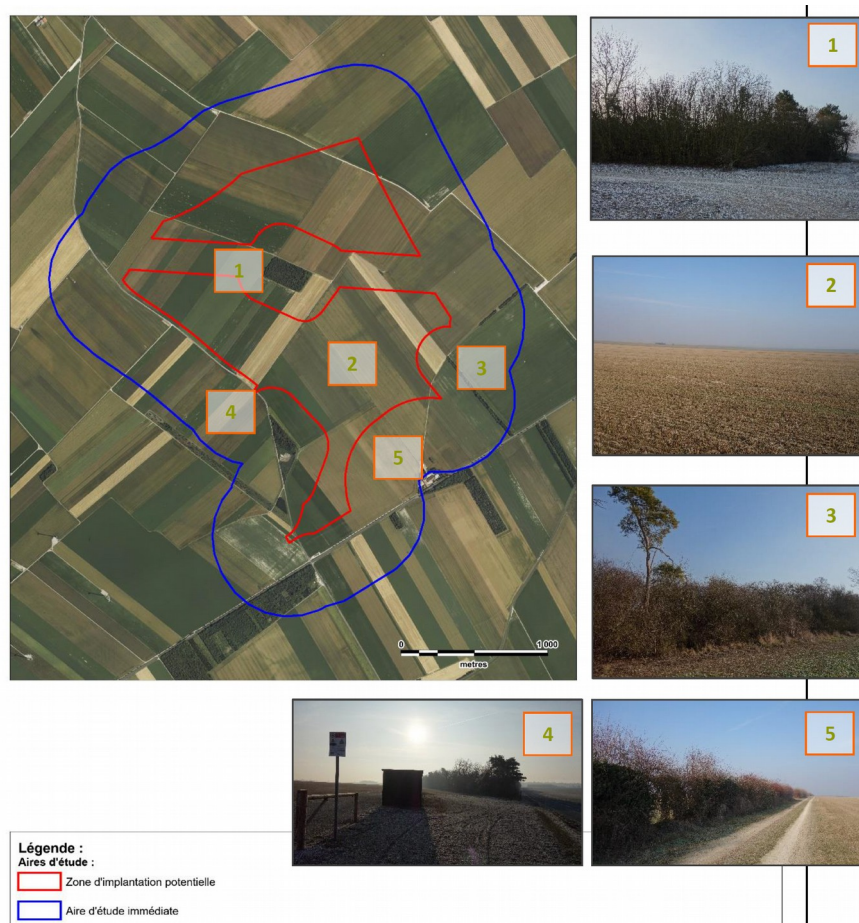 1
2
3
4
5
0
1 000
metres
1
2
3
4
5
Légende :
Aires d'étude :
Zone d'implantation potentielle
Aire d'étude immédiate